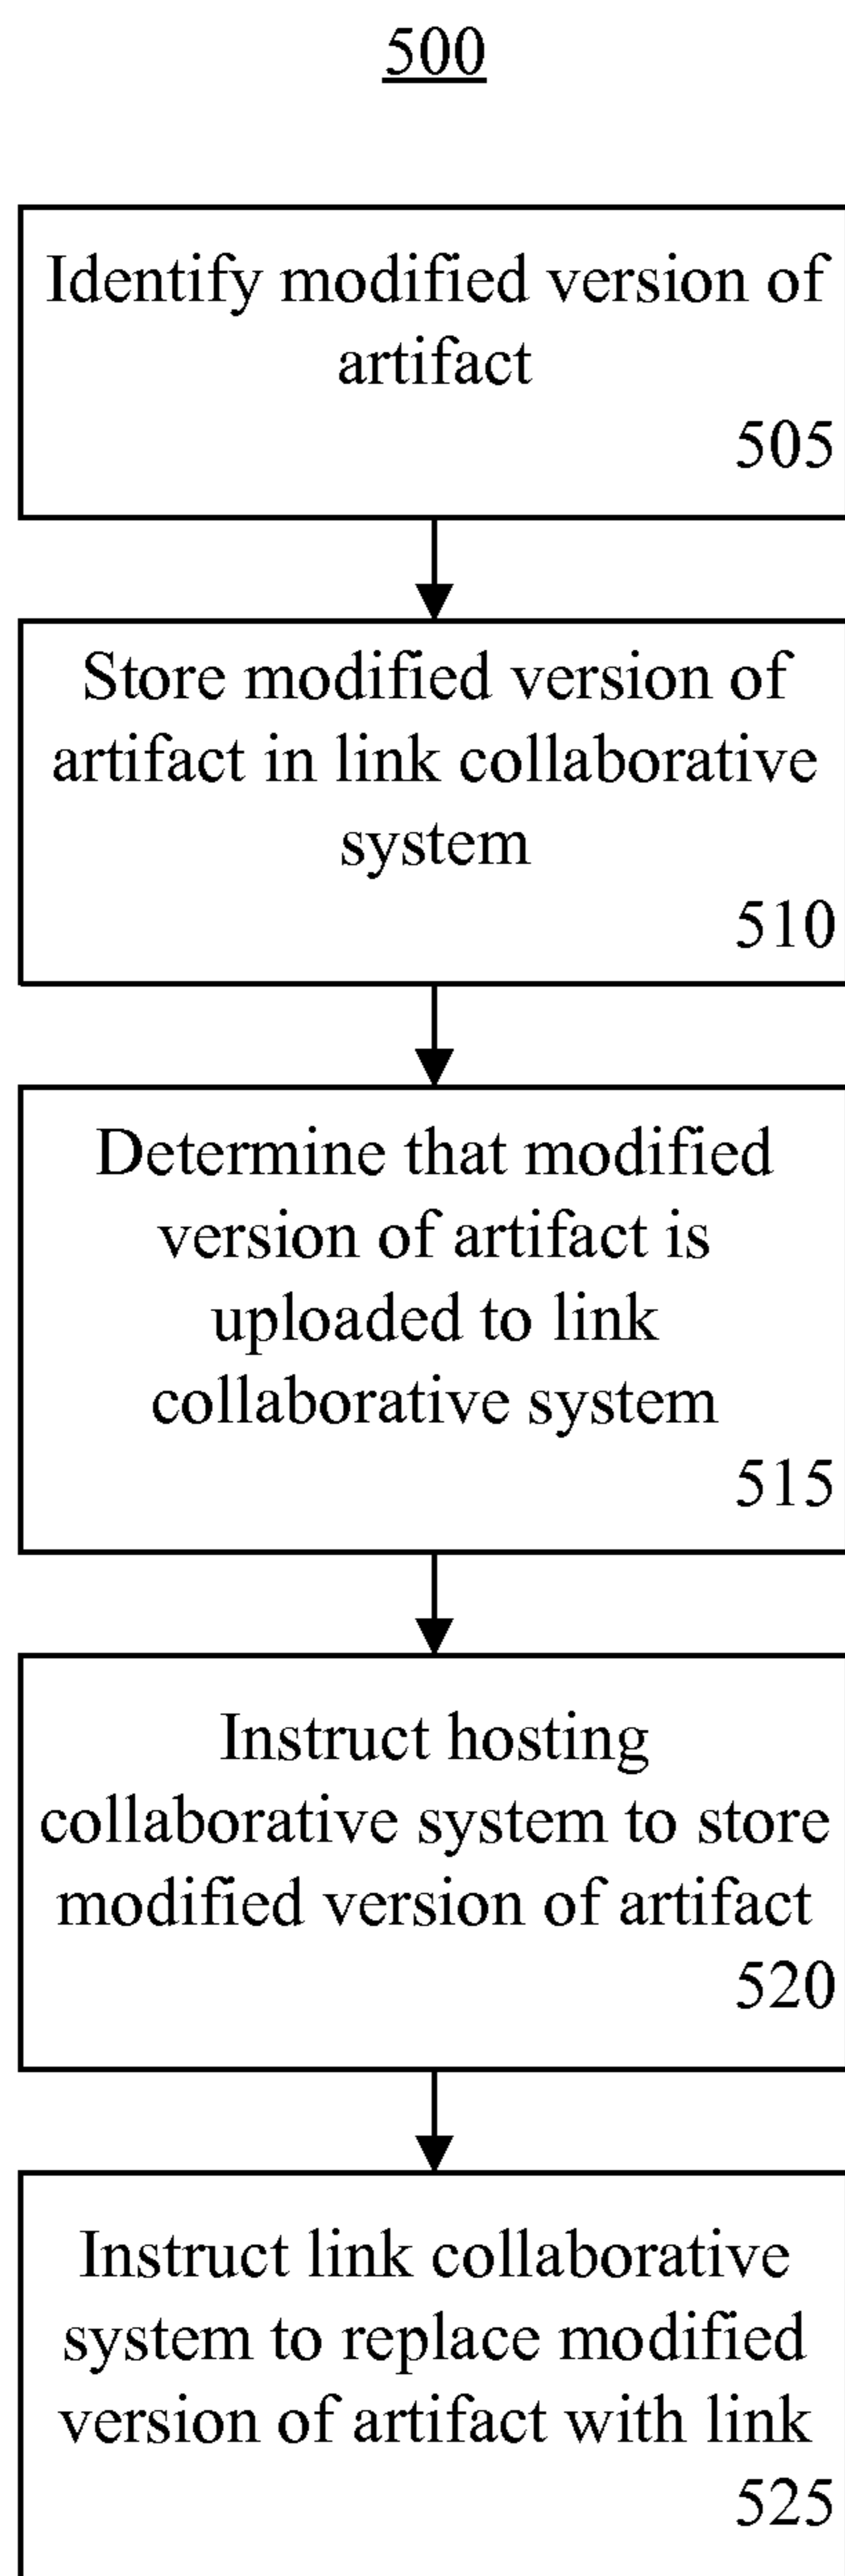 500
Identify modified version of
artifact
505
Store modified version of
artifact in link collaborative
system
510
Determine that modified
version of artifact is
uploaded to link
collaborative system
515
Instruct hosting
collaborative system to store
modified version of artifact
520
Instruct link collaborative
system to replace modified
version of artifact with link
525